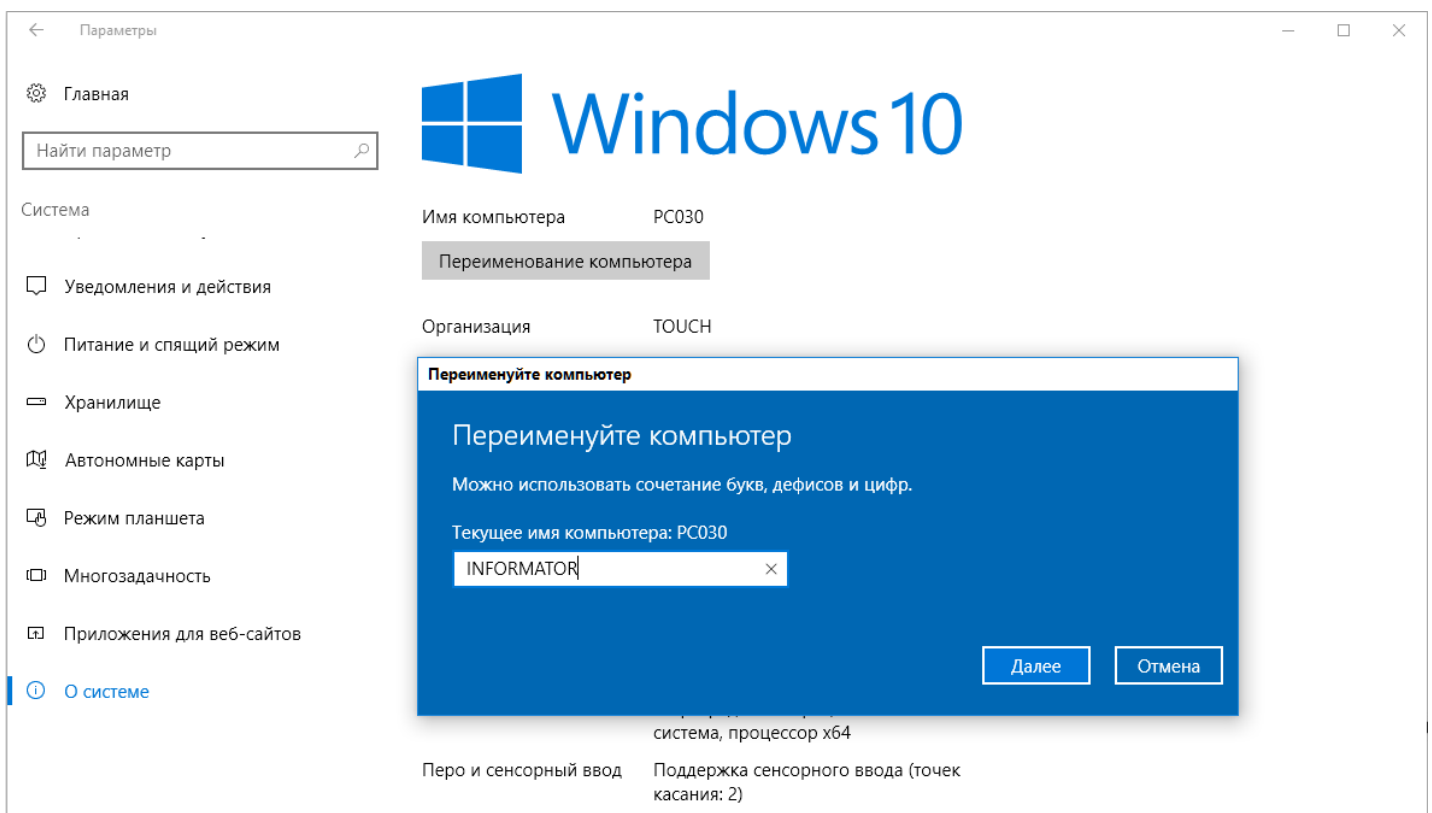 Параметры
Главная
Найти параметр
Система
Уведомления и действия
Питание и спящий режим
Хранилище
Автономные карты
Режим планшета
Многозадачность
Приложения для веб-сайтов
О системе
Windows 10
Имя компьютера PC030
Переименование компьютера
Организация TOUCH
Переименуйте компьютер
Переименуйте компьютер
Можно использовать сочетание букв, дефисов и цифр.
Текущее имя компьютера: PC030
INFORMATOR
Далее Отмена
система, процессор x64
Перо и сенсорный ввод Поддержка сенсорного ввода (точек
касания: 2)